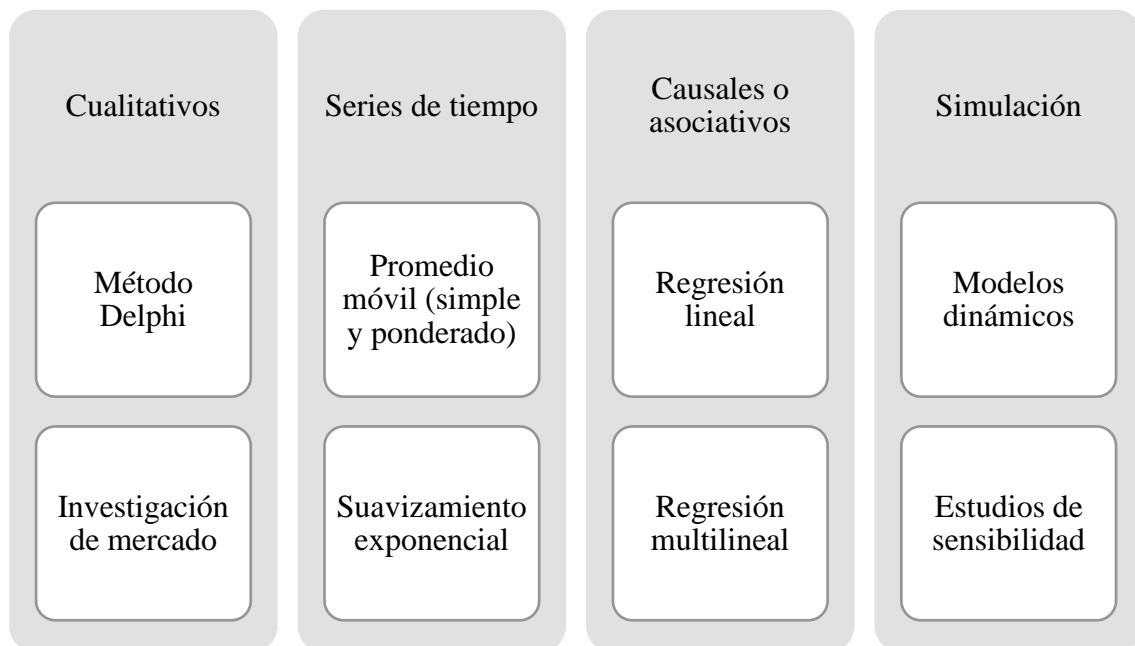 Cualitativos
Método
Delphi
Investigación
de mercado
Series de tiempo
Promedio
móvil (simple
y ponderado)
Suavizamiento
exponencial
Causales o
asociativos
Regresión
lineal
Regresión
multilineal
Simulación
Modelos
dinámicos
Estudios de
sensibilidad